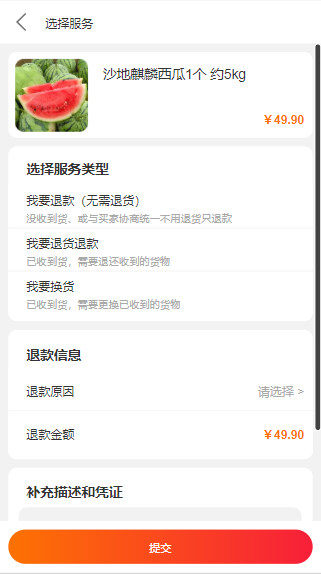 选择服务
沙地麒麟西瓜1个 约5kg
￥49.90
选择服务类型
我要退款（无需退货）
没收到货、或与买家协商统一不用退货只退款
我要退货退款
已收到货，需要退还收到的货物
我要换货
已收到货，需要更换已收到的货物
退款信息
退款原因 请选择 >
退款金额 ￥49.90
补充描述和凭证
提交